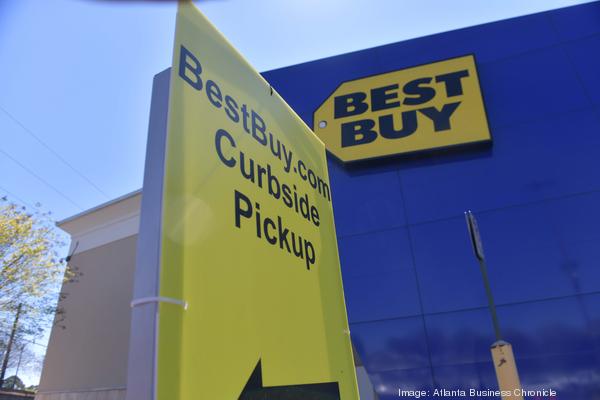 BestBuy.com
Curbside
Pickup
BEST
BUY
Image: Atlanta Business Chronicle